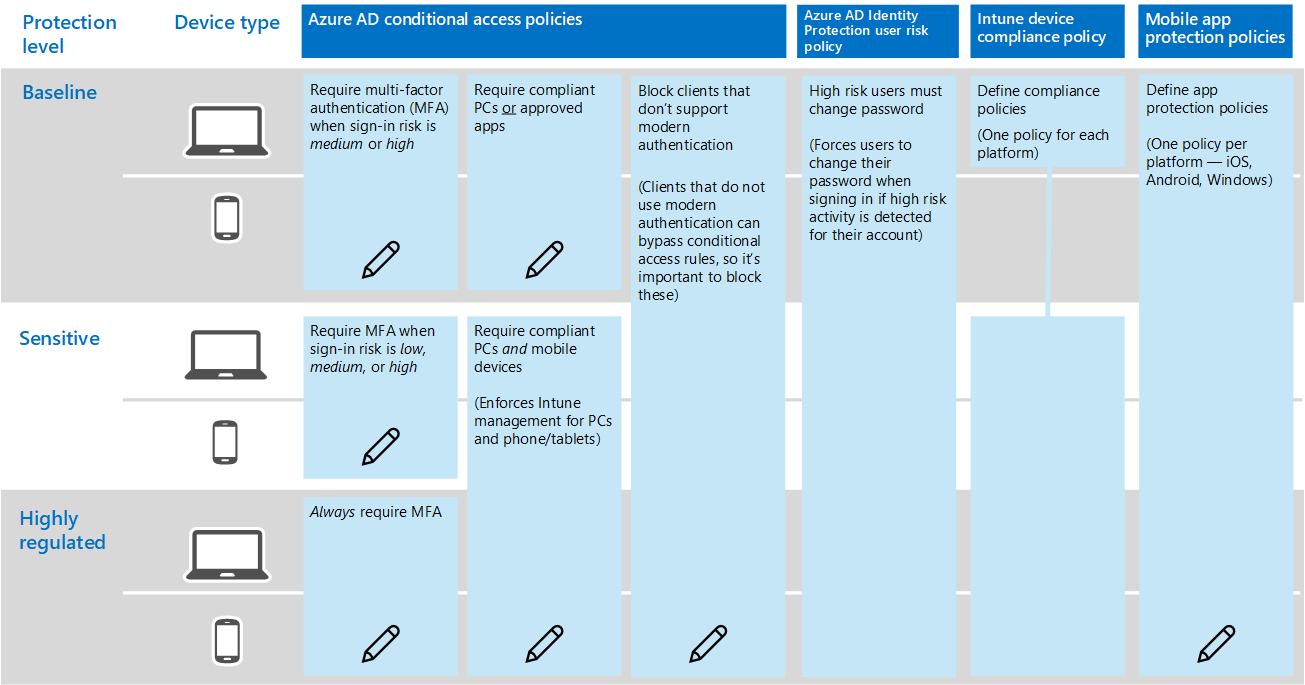 Protection
level
Device type
Azure AD conditional access policies
Azure AD Identity
Protection user risk
policy
Intune device
compliance policy
Mobile app
protection policies
Baseline
Require multi-factor
authentication (MFA)
when sign-in risk is
medium or high
Require compliant
PCs or approved
apps
Block clients that
don't support
modern
authentication
(Clients that do not
use modern
authentication can
bypass conditional
access rules, so it's
important to block
these)
High risk users must
change password
(Forces users to
change their
password when
signing in if high risk
activity is detected
for their account)
Define compliance
policies
(One policy for each
platform)
Define app
protection policies
(One policy per
platform — iOS,
Android, Windows)
Sensitive
Require MFA when
sign-in risk is low,
medium, or high
Require compliant
PCs and mobile
devices
(Enforces Intune
management for PCs
and phone/tablets)
Highly
regulated
Always require MFA